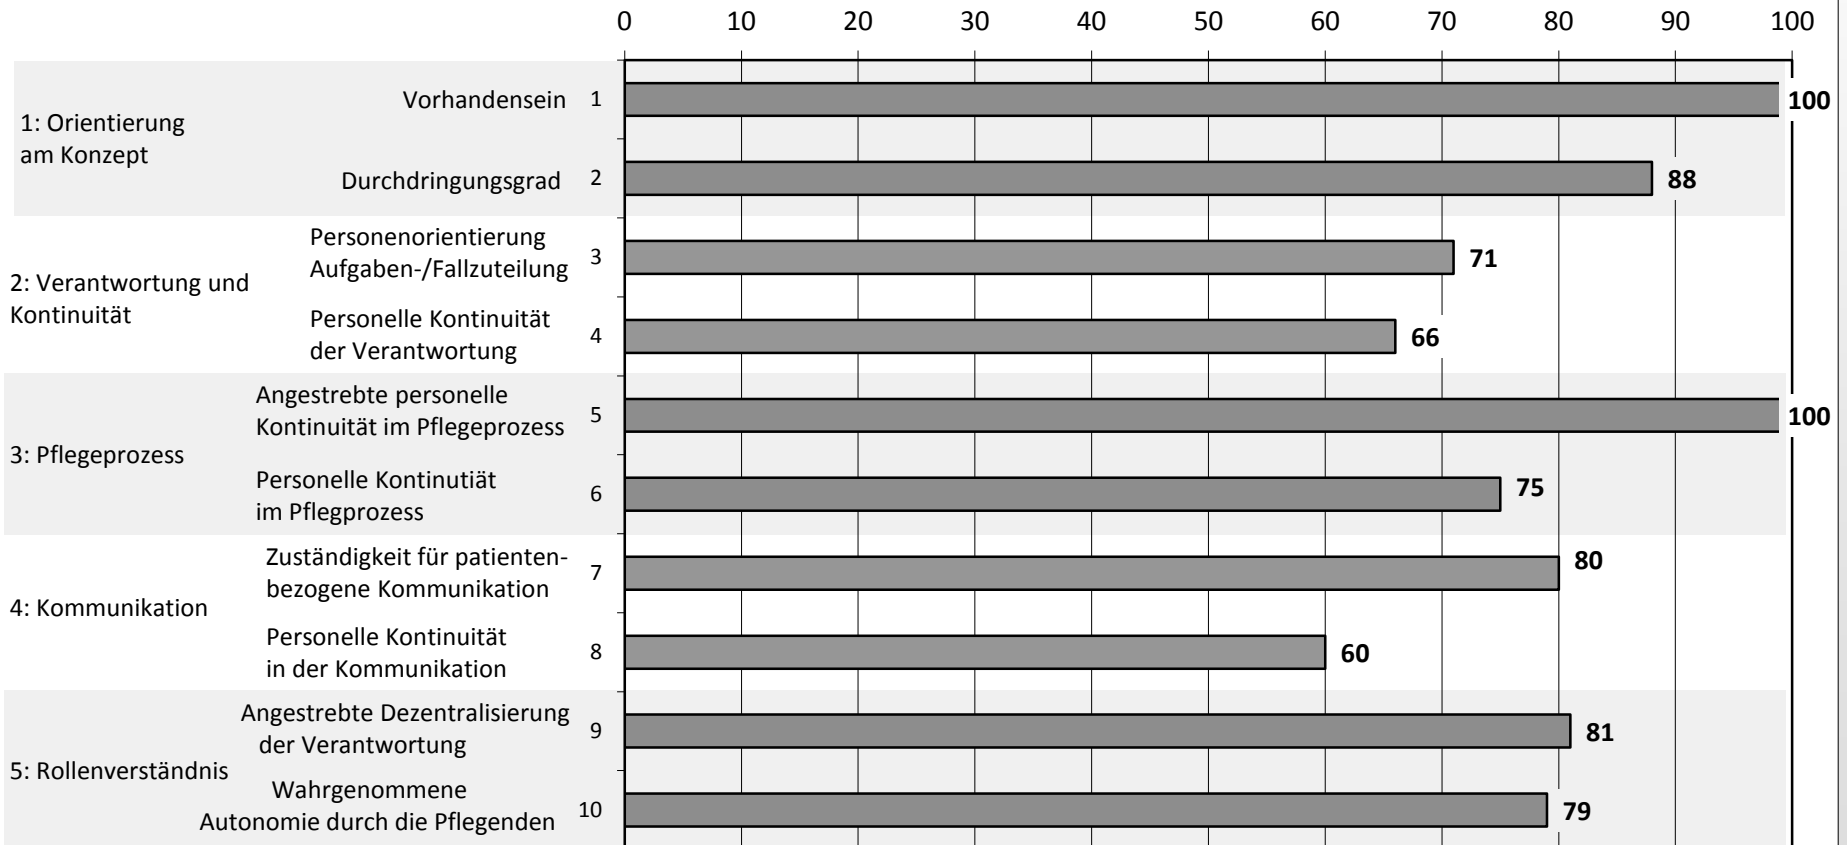 0 10 20 30 40 50 60 70 80 90 100
1: Orientierung
am Konzept
Vorhandensein 1 100
Durchdringungsgrad 2 88
2: Verantwortung und
Kontinuität
Personenorientierung
Aufgaben-/Fallzuteilung 3 71
Personelle Kontinuität
der Verantwortung 4 66
3: Pflegeprozess
Angestrebte personelle
Kontinuität im Pflegeprozess 5 100
Personelle Kontinutiät
im Pflegprozess 6 75
4: Kommunikation
Zuständigkeit für patienten-
bezogene Kommunikation 7 80
Personelle Kontinuität
in der Kommunikation 8 60
5: Rollenverständnis
Angestrebte Dezentralisierung
der Verantwortung 9 81
Wahrgenommene
Autonomie durch die Pflegenden 10 79